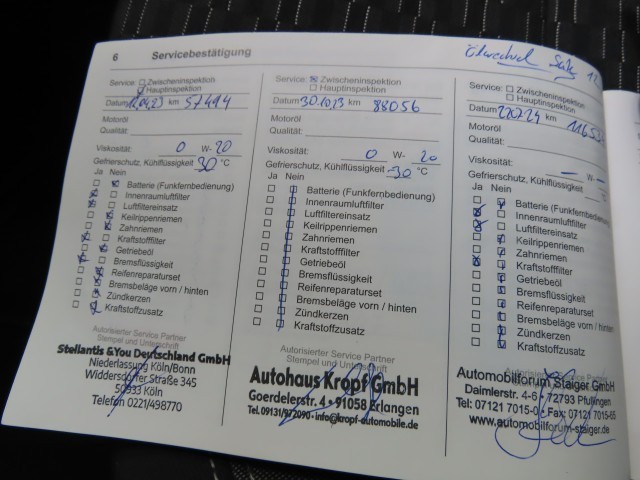 6 Servicebestätigung
Ölwechsel
Service: Zwischeninspektion
Hauptinspektion
Datum km 57494
Motoröl
Qualität:
Viskosität: 0 W- 20
Gefrierschutz, Kühlflüssigkeit 30 °C
Ja Nein
Batterie (Funkfernbedienung)
Innenraumluftfilter
Luftfiltereinsatz
Keilrippenriemen
Zahnriemen
Kraftstofffilter
Getriebeöl
Bremsflüssigkeit
Reifenreparaturset
Bremsbeläge vorn / hinten
Zündkerzen
Kraftstoffzusatz
Autorisierter Service Partner
Stempel und Unterschrift
Stellantis &You Deutschland GmbH
Niederlassung Köln/Bonn
Widdersdorfer Straße 345
50933 Köln
Telefon 0221/498770
Service: Zwischeninspektion
Hauptinspektion
Datum 30.10.23 km 88056
Motoröl
Qualität:
Viskosität: 0 W- 20
Gefrierschutz, Kühlflüssigkeit -30 °C
Ja Nein
Batterie (Funkfernbedienung)
Innenraumluftfilter
Luftfiltereinsatz
Keilrippenriemen
Zahnriemen
Kraftstofffilter
Getriebeöl
Bremsflüssigkeit
Reifenreparaturset
Bremsbeläge vorn / hinten
Zündkerzen
Kraftstoffzusatz
Autorisierter Service Partner
Stempel und Unterschrift
Autohaus Kropf GmbH
Goerdelerstr. 4 • 91058 Erlangen
Tel. 09131/972090 • info@kropf-automobile.de
Service: Zwischeninspektion
Hauptinspektion
Datum km
Motoröl
Qualität:
Viskosität: – W- –
Gefrierschutz, Kühlflüssigkeit
Ja Nein
Batterie (Funkfernbedienung)
Innenraumluftfilter
Luftfiltereinsatz
Keilrippenriemen
Zahnriemen
Kraftstofffilter
Getriebeöl
Bremsflüssigkeit
Reifenreparaturset
Bremsbeläge vorn / hinten
Zündkerzen
Kraftstoffzusatz
Autorisierter Service Partner
Automobilforum Staiger GmbH
Daimlerstr. 4-6 • 72793 Pfullingen
Tel: 07121 7015-0 • Fax: 07121 7015-65
www.automobilforum-staiger.de